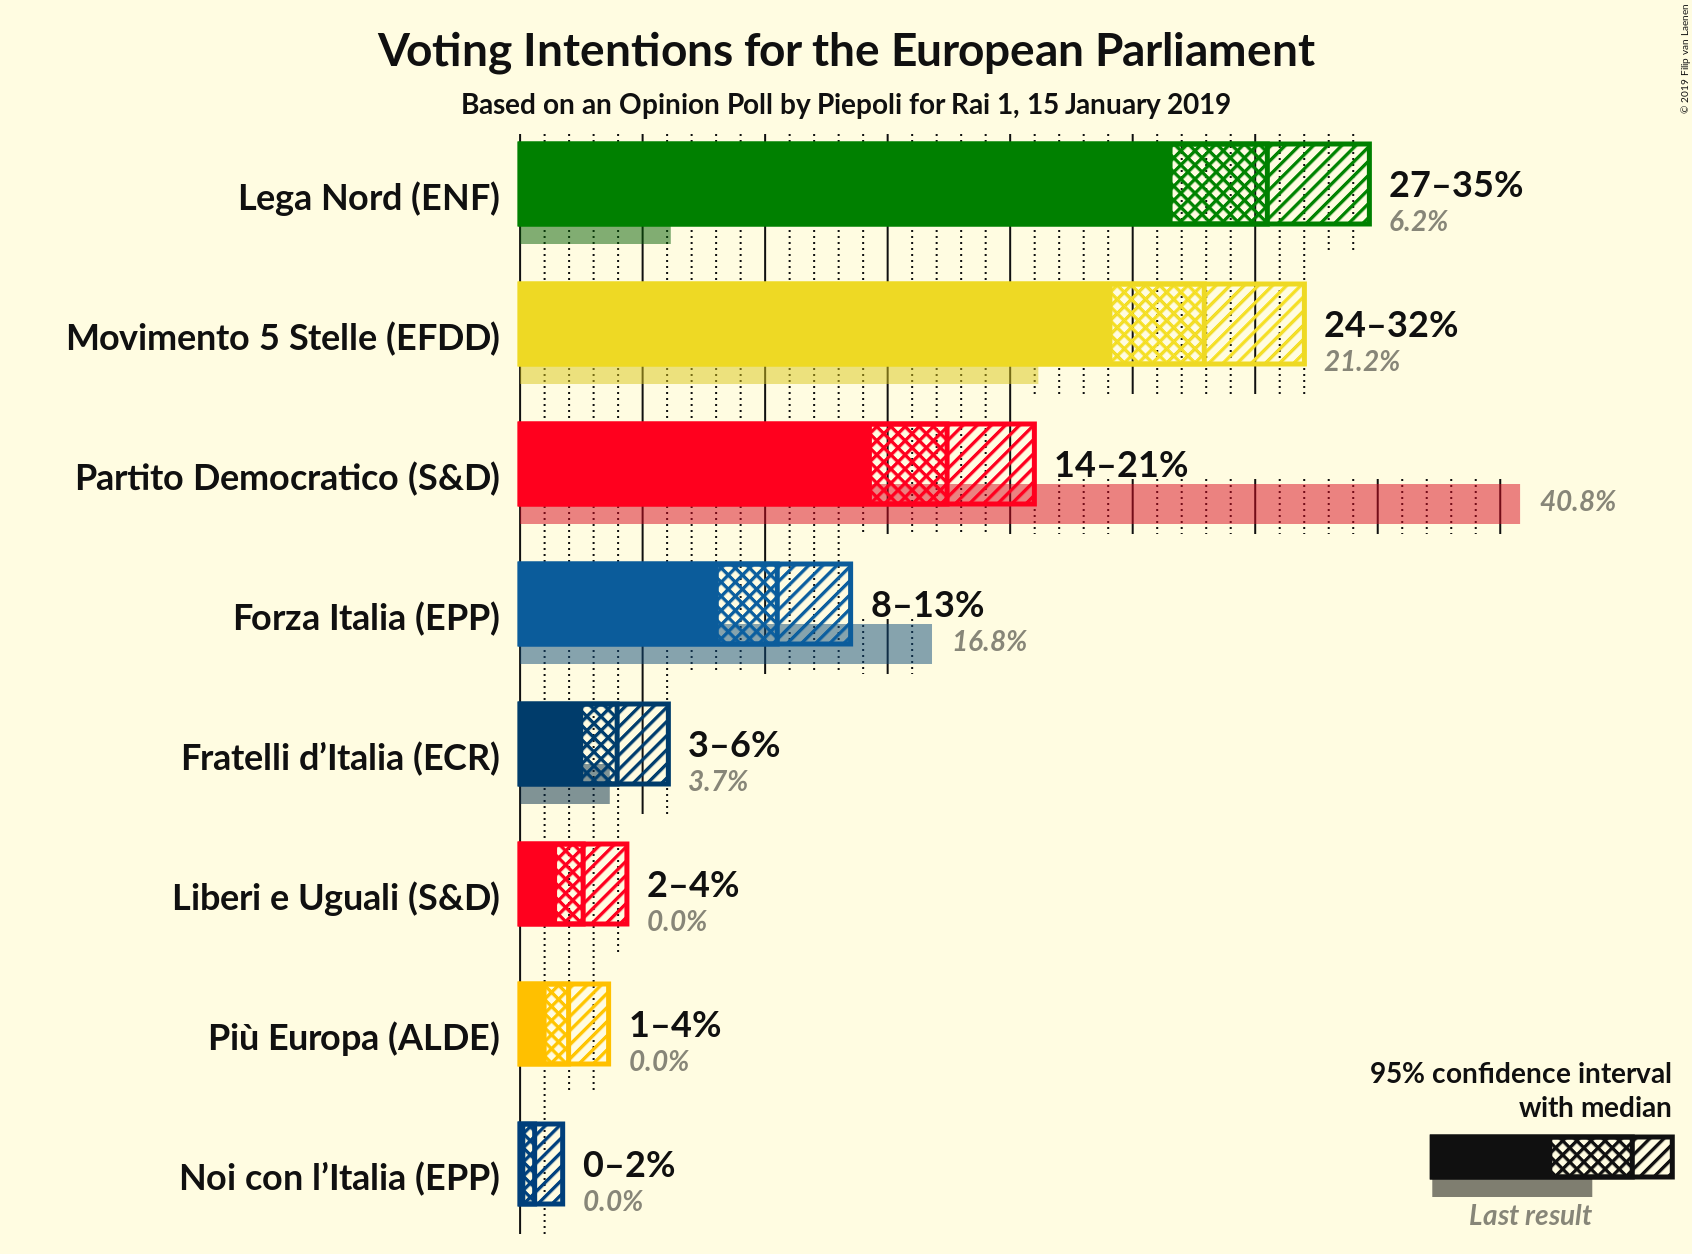 Voting Intentions for the European Parliament
Based on an Opinion Poll by Piepoli for Rai 1, 15 January 2019
© 2019 Filip van Laenen
Lega Nord (ENF)
27–35%
6.2%
Movimento 5 Stelle (EFDD)
24–32%
21.2%
Partito Democratico (S&D)
14–21%
40.8%
Forza Italia (EPP)
8–13%
16.8%
Fratelli d’Italia (ECR)
3–6%
3.7%
Liberi e Uguali (S&D)
2–4%
0.0%
Più Europa (ALDE)
1–4%
0.0%
Noi con l’Italia (EPP)
0–2%
0.0%
95% confidence interval
with median
Last result